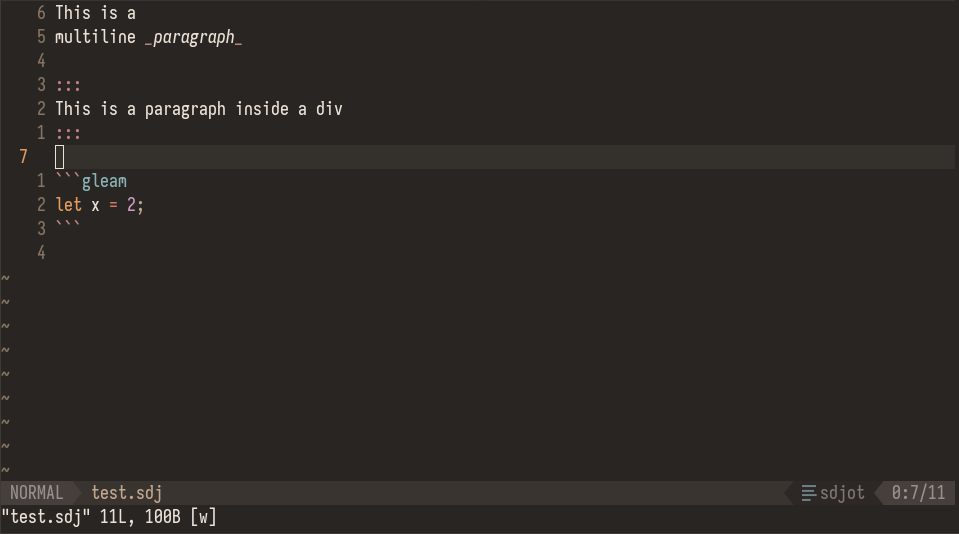 6 This is a
5 multiline _paragraph_
4
3 :::
2 This is a paragraph inside a div
1 :::
7
1 ```gleam
2 let x = 2;
3 ```
4
~
~
~
~
~
~
~
~
~
NORMAL test.sdj sdjot 0:7/11
"test.sdj" 11L, 100B [w]